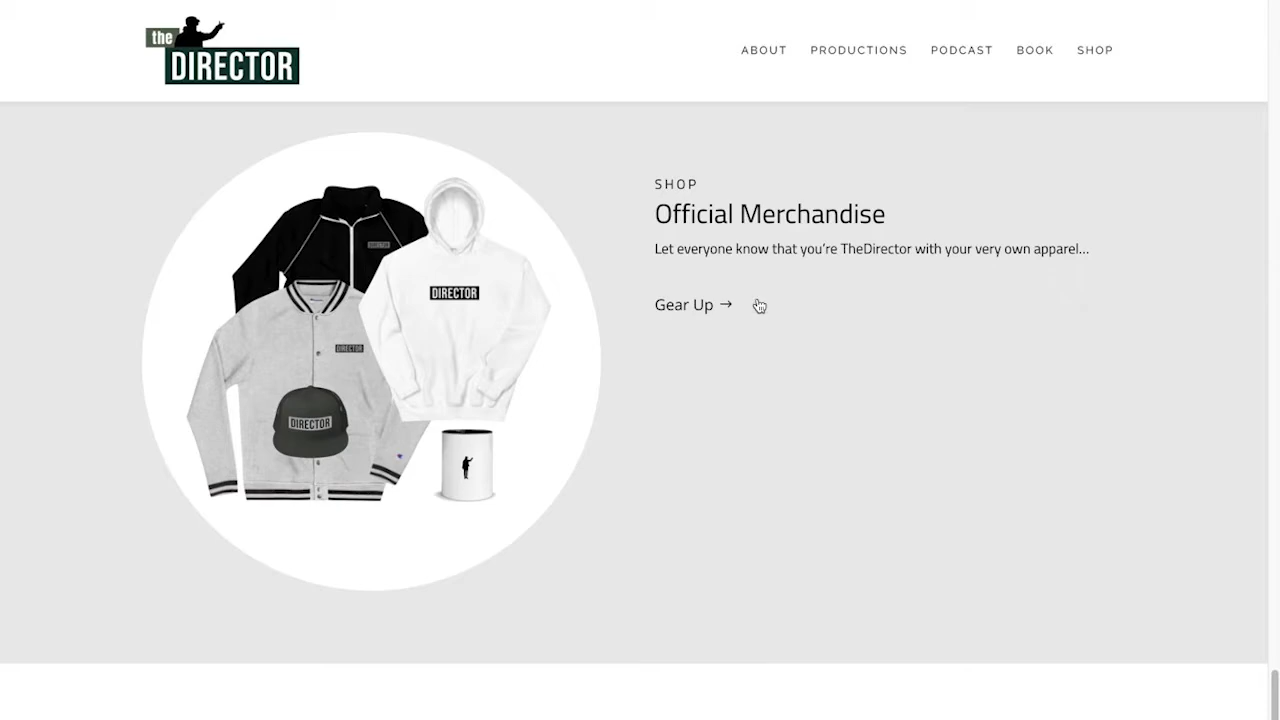 the
DIRECTOR
ABOUT PRODUCTIONS PODCAST BOOK SHOP
SHOP
Official Merchandise
Let everyone know that you’re TheDirector with your very own apparel...
Gear Up →
DIRECTOR
DIRECTOR
DIRECTOR
DIRECTOR